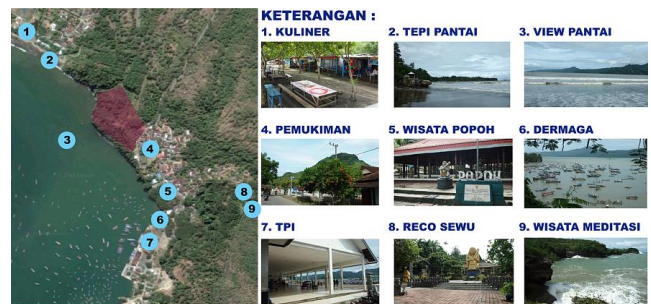 KETERANGAN :
1. KULINER
2. TEPI PANTAI
3. VIEW PANTAI
4. PEMUKIMAN
5. WISATA POPOH
6. DERMAGA
7. TPI
8. RECO SEWU
9. WISATA MEDITASI
1
2
3
4
5
6
7
8
9
POPOH